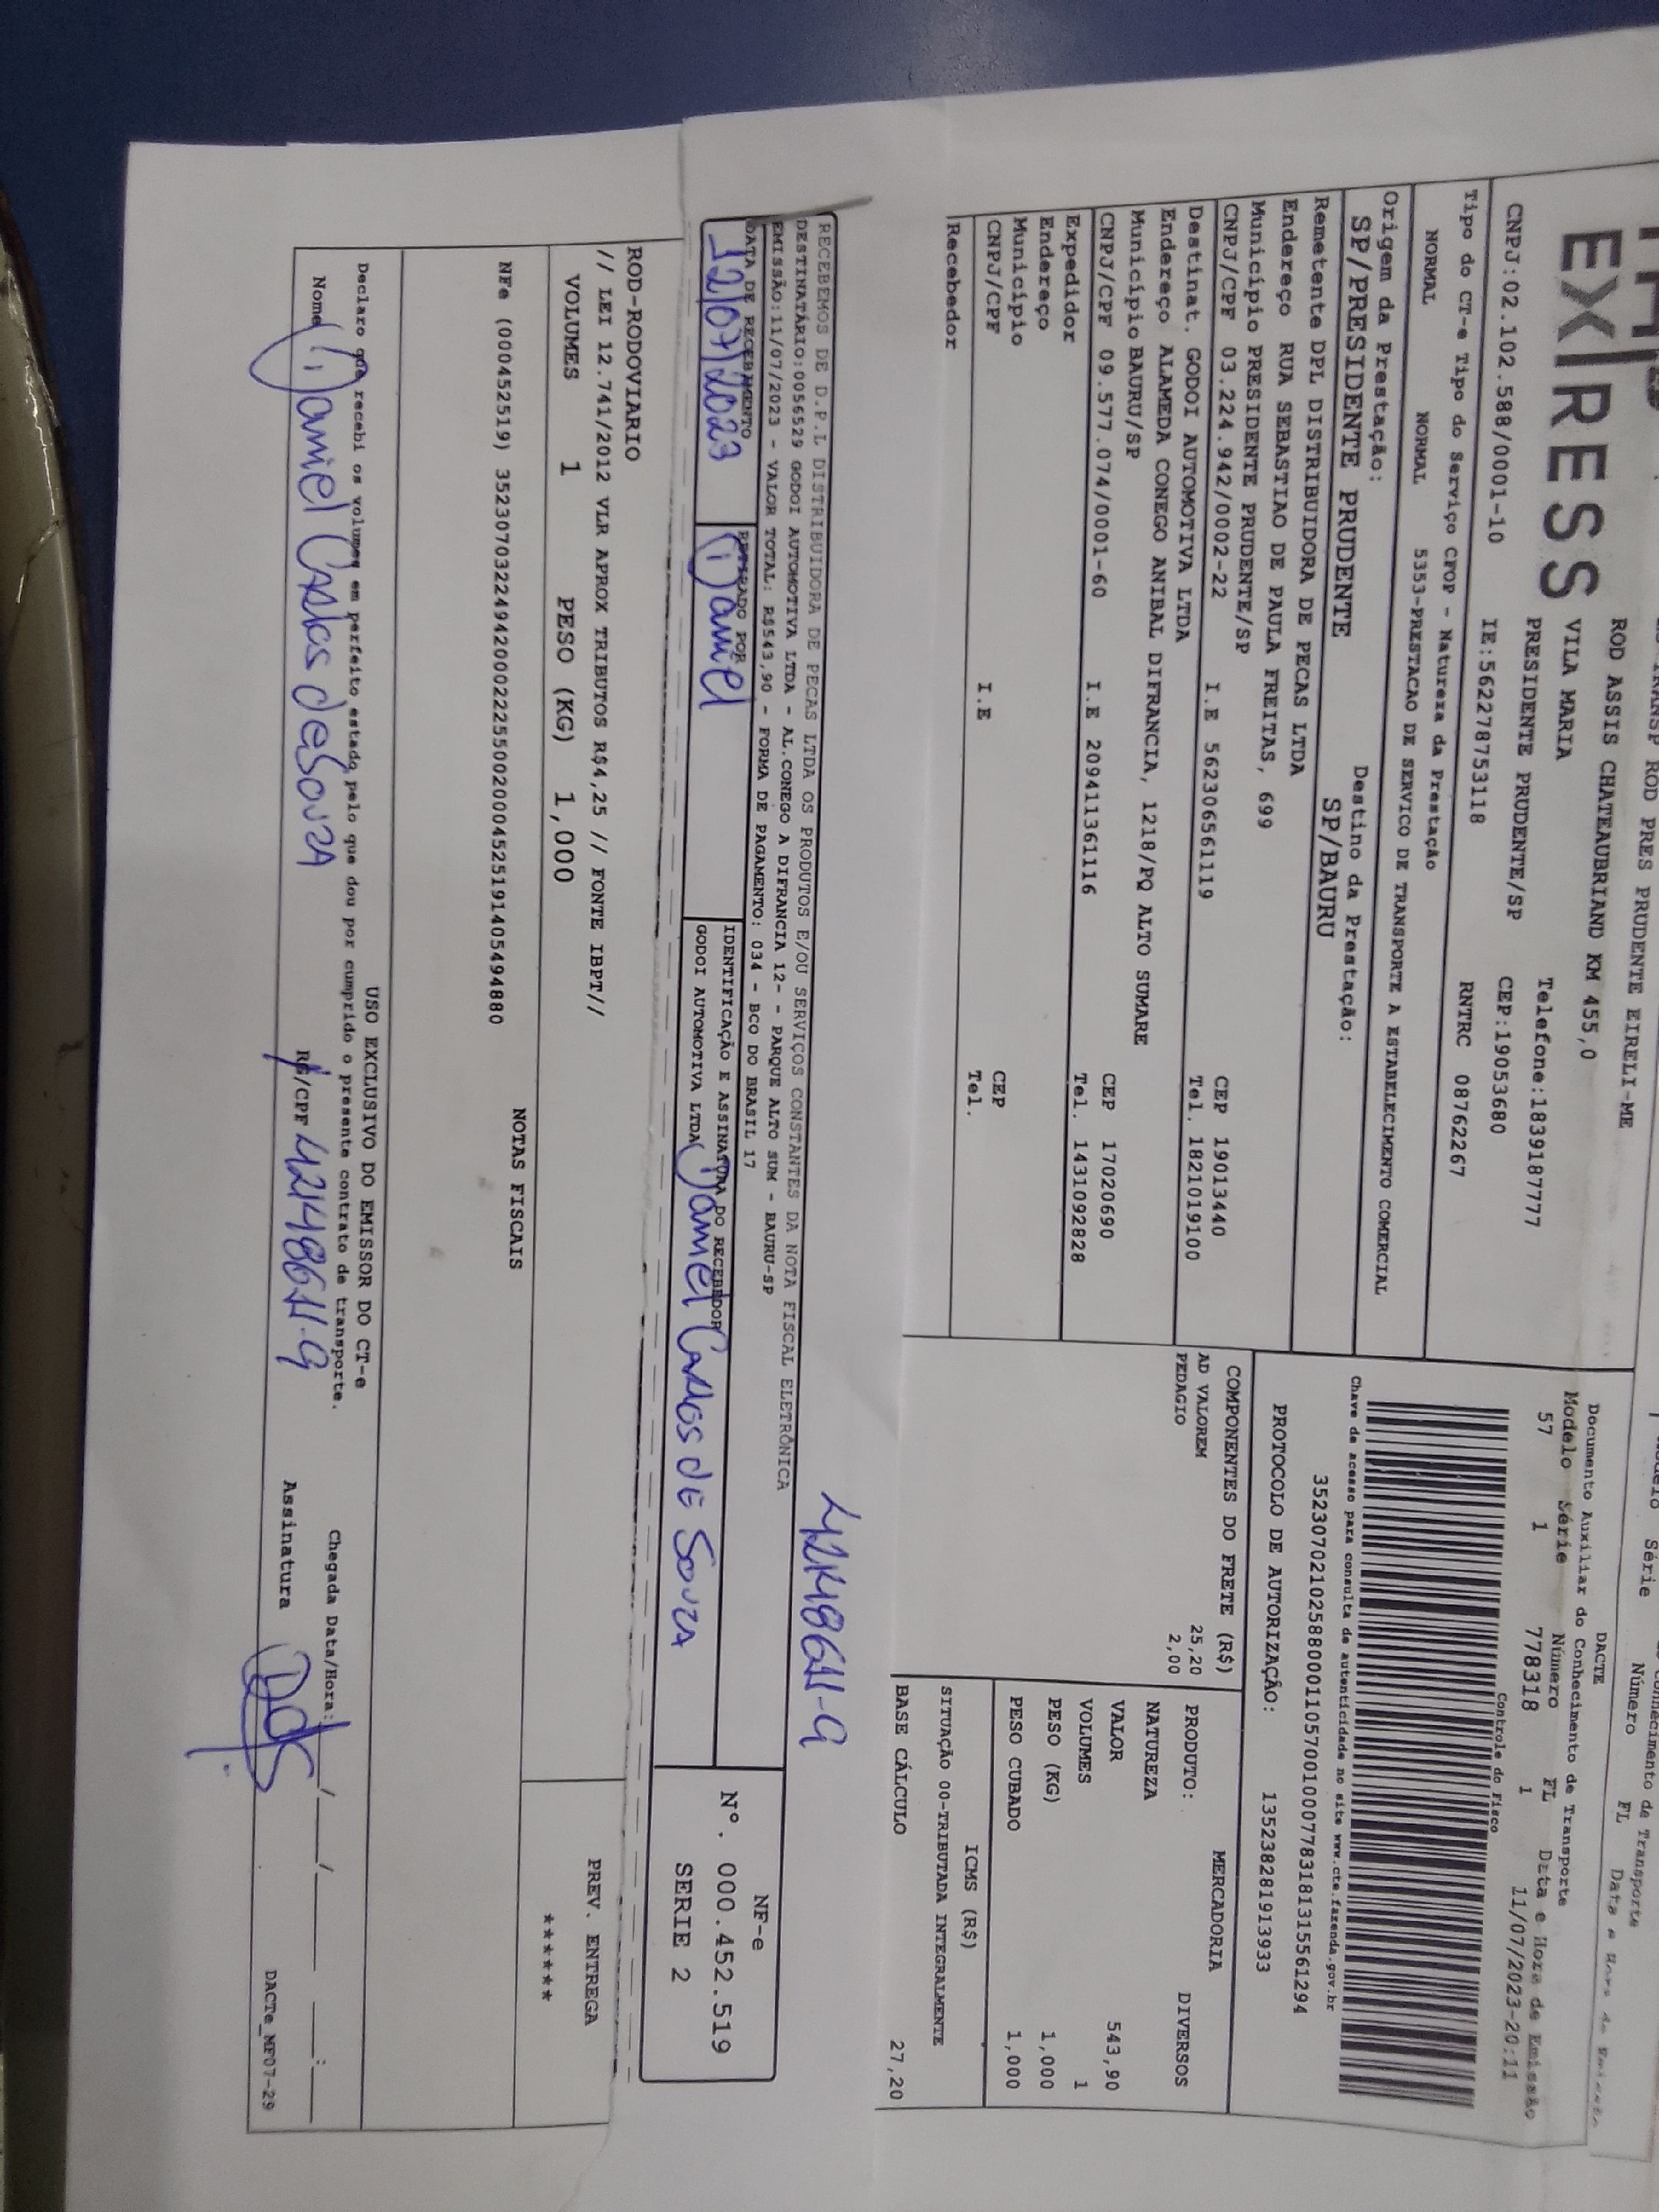 EXPRESS
TRANSP ROD PRES PRUDENTE EIRELI-ME
ROD ASSIS CHATEAUBRIAND KM 455,0
VILA MARIA Telefone:1839187777
PRESIDENTE PRUDENTE/SP CEP:19053680
CNPJ:02.102.588/0001-10 IE:562278753118 RNTRC 08762267
Tipo do CT-e Tipo do Serviço CFOP - Natureza da Prestação
NORMAL NORMAL 5353-PRESTACAO DE SERVICO DE TRANSPORTE A ESTABELECIMENTO COMERCIAL
Origem da Prestação: Destino da Prestação:
SP/PRESIDENTE PRUDENTE SP/BAURU
Remetente DPL DISTRIBUIDORA DE PECAS LTDA
Endereço RUA SEBASTIAO DE PAULA FREITAS, 699
Município PRESIDENTE PRUDENTE/SP CEP 19013440
CNPJ/CPF 03.224.942/0002-22 I.E 562306561119 Tel. 1821019100
Destinat. GODOI AUTOMOTIVA LTDA
Endereço ALAMEDA CONEGO ANIBAL DIFRANCIA, 1218/PQ ALTO SUMARE
Município BAURU/SP CEP 17020690
CNPJ/CPF 09.577.074/0001-60 I.E 209411361116 Tel. 1431092828
Expedidor
Endereço
Município CEP
CNPJ/CPF I.E Tel.
Recebedor
Série Número FL
DACTE
Documento Auxiliar do Conhecimento de Transporte
Modelo Série Número FL Data e Hora de Emissão
57 1 778318 1 11/07/2023-20:11
Controle do Fisco
Chave de acesso para consulta de autenticidade no site www.cte.fazenda.gov.br
35230702102588000110570010007783181315561294
PROTOCOLO DE AUTORIZAÇÃO: 135238281913933
COMPONENTES DO FRETE (R$)
AD VALOREM 25,20
PEDAGIO 2,00
MERCADORIA
PRODUTO: DIVERSOS
NATUREZA
VALOR 543,90
VOLUMES 1
PESO (KG) 1,000
PESO CUBADO 1,000
ICMS (R$)
SITUAÇÃO 00-TRIBUTADA INTEGRALMENTE
BASE CÁLCULO 27,20
RECEBEMOS DE D.P.L DISTRIBUIDORA DE PECAS LTDA OS PRODUTOS E/OU SERVIÇOS CONSTANTES DA NOTA FISCAL ELETRÔNICA
DESTINATÁRIO:0056529 GODOI AUTOMOTIVA LTDA - AL.CONEGO A DIFRANCIA 12- - PARQUE ALTO SUM - BAURU-SP
EMISSÃO:11/07/2023 - VALOR TOTAL: R$543,90 - FORMA DE PAGAMENTO: 034 - BCO DO BRASIL 17
DATA DE RECEBIMENTO RETIRADO POR IDENTIFICAÇÃO E ASSINATURA DO RECEBEDOR
12/07/2023 Daniel GODOI AUTOMOTIVA LTDA Daniel Carlos de Souza
NF-e
Nº. 000.452.519
SERIE 2
ROD-RODOVIARIO
// LEI 12.741/2012 VLR APROX TRIBUTOS R$4,25 // FONTE IBPT//
VOLUMES 1 PESO (KG) 1,000
PREV. ENTREGA
******
NOTAS FISCAIS
NFe (000452519) 35230703224942000222550020004525191405494880
USO EXCLUSIVO DO EMISSOR DO CT-e
Declaro que recebi os volumes em perfeito estado pelo que dou por cumprido o presente contrato de transporte.
Chegada Data/Hora: __/__/__ __:__
Nome Daniel Carlos de Souza RG/CPF Assinatura
DACTe_MF07-29